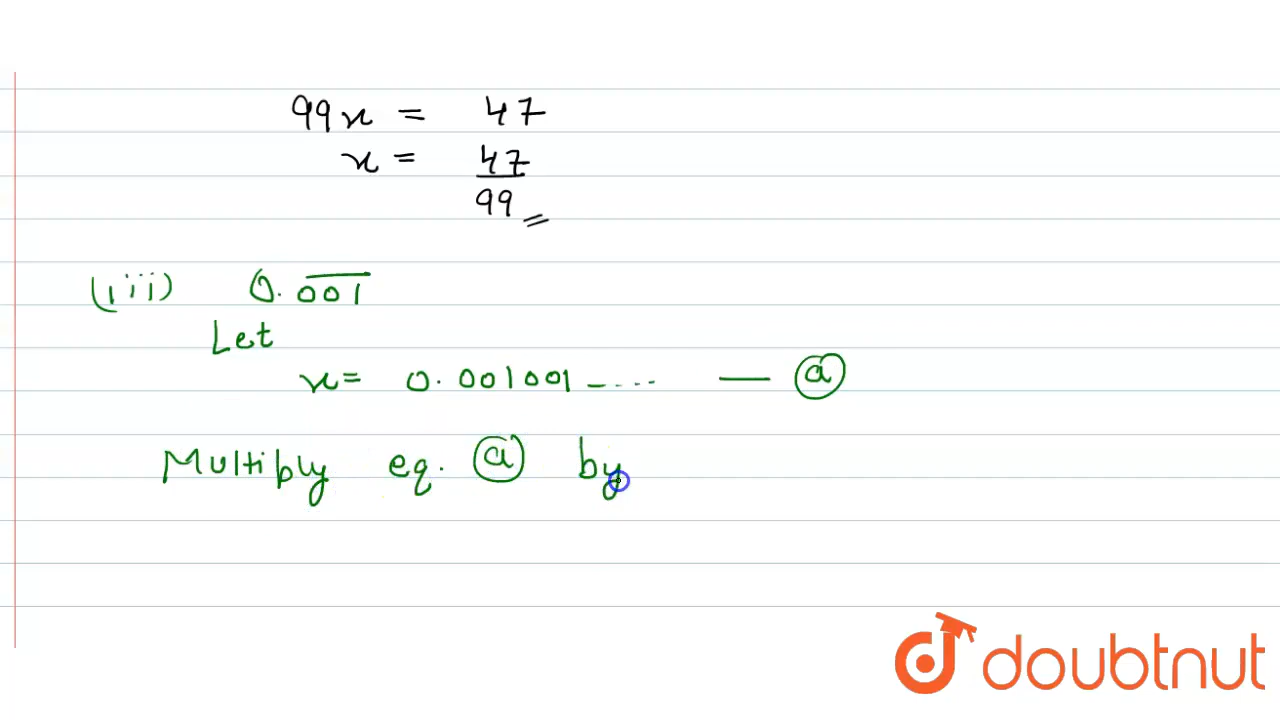 99x = 47
x = 47
99
(iii) 0.001
Let
x = 0.001001 - .... — (a)
Multiply eq. (a) by
doubtnut